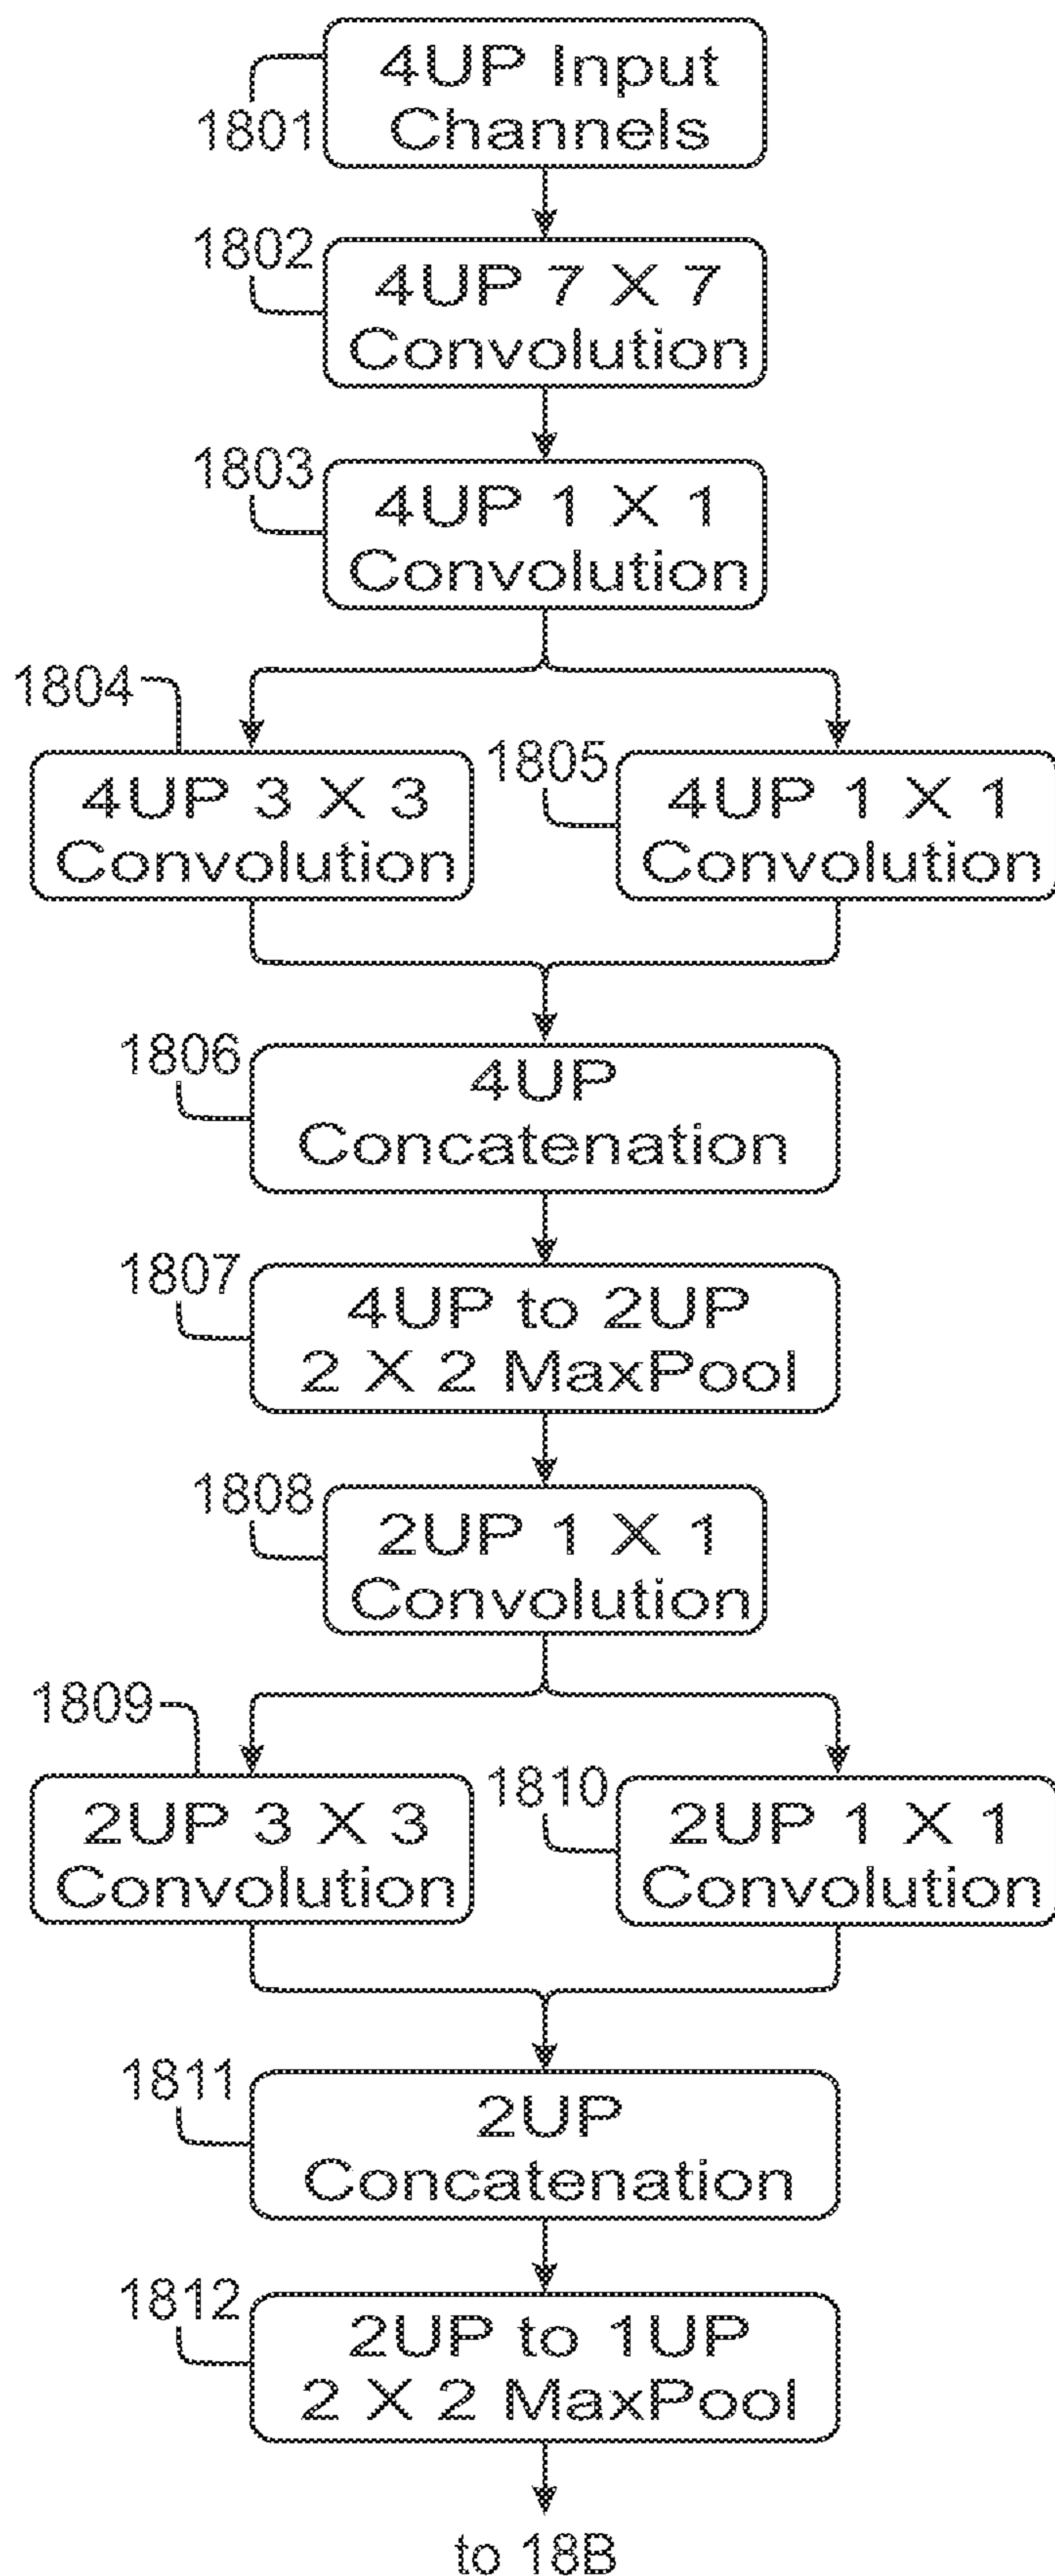 4UP Input
Channels
1801
1802
4UP 7 X 7
Convolution
1803
4UP 1 X 1
Convolution
1804
4UP 3 X 3
Convolution
1805
4UP 1 X 1
Convolution
1806
4UP
Concatenation
1807
4UP to 2UP
2 X 2 MaxPool
1808
2UP 1 X 1
Convolution
1809
2UP 3 X 3
Convolution
1810
2UP 1 X 1
Convolution
1811
2UP
Concatenation
1812
2UP to 1UP
2 X 2 MaxPool
to 18B